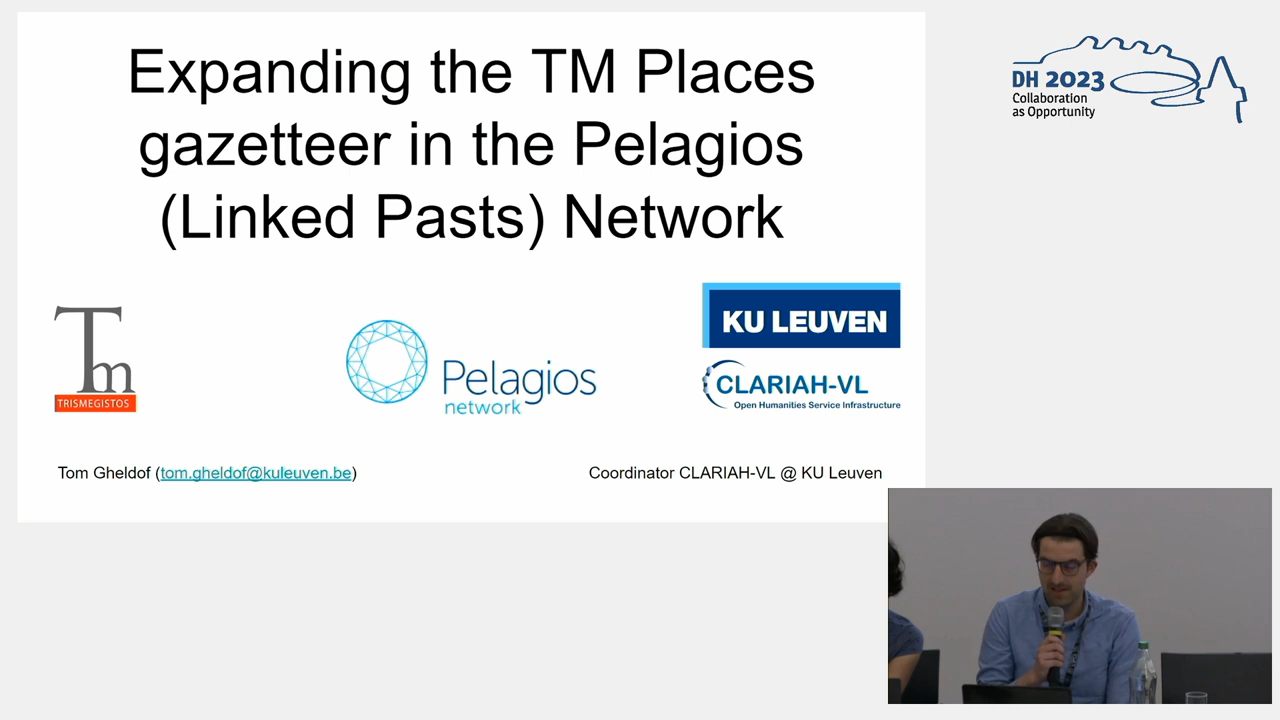 Expanding the TM Places
gazetteer in the Pelagios
(Linked Pasts) Network
DH 2023
Collaboration
as Opportunity
Tm
TRISMEGISTOS
Pelagios
network
KU LEUVEN
CLARIAH-VL
Open Humanities Service Infrastructure
Tom Gheldof (tom.gheldof@kuleuven.be)
Coordinator CLARIAH-VL @ KU Leuven